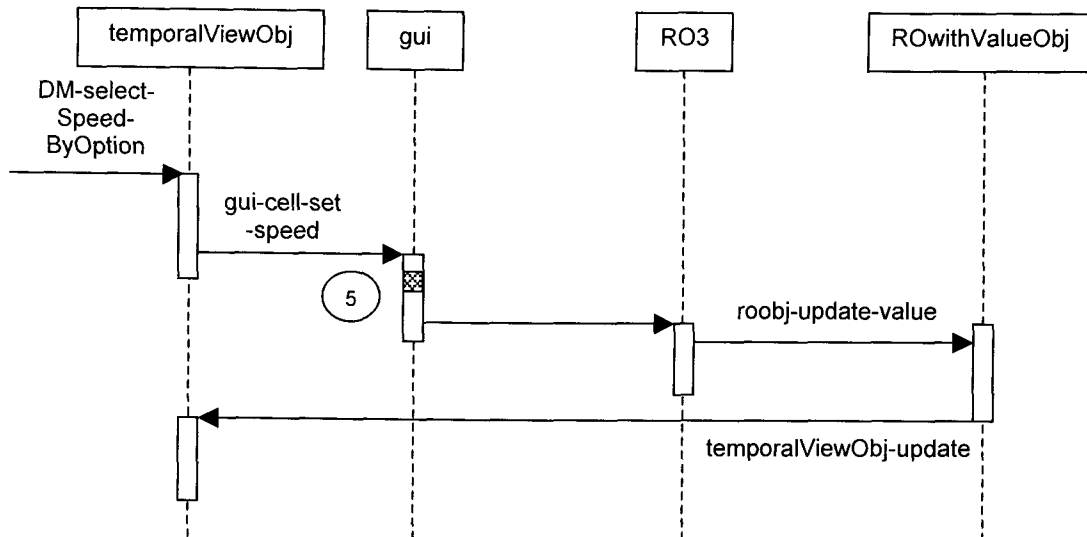 temporalViewObj
gui
RO3
ROwithValueObj
DM-select-
Speed-
ByOption
gui-cell-set
-speed
5
roobj-update-value
temporalViewObj-update